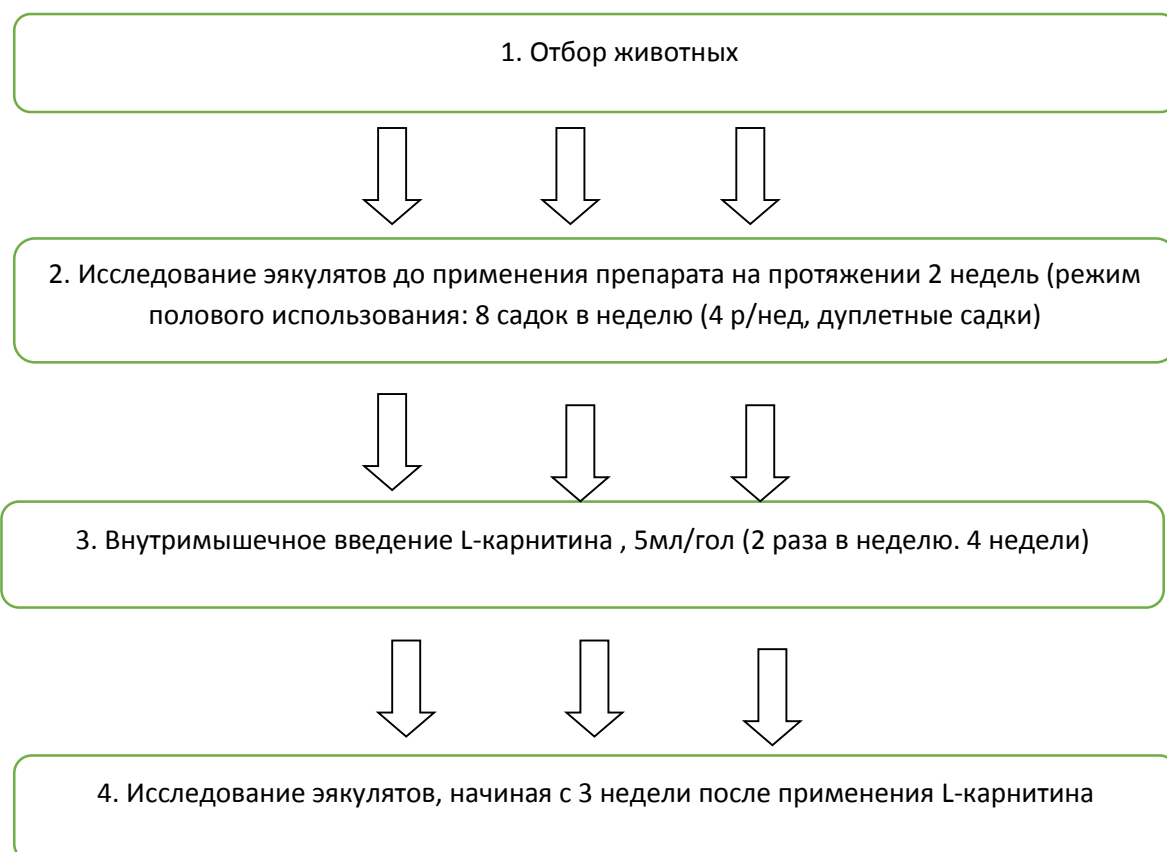 1. Отбор животных
2. Исследование эякулятов до применения препарата на протяжении 2 недель (режим
полового использования: 8 садок в неделю (4 р/нед, дуплетные садки)
3. Внутримышечное введение L-карнитина , 5мл/гол (2 раза в неделю. 4 недели)
4. Исследование эякулятов, начиная с 3 недели после применения L-карнитина